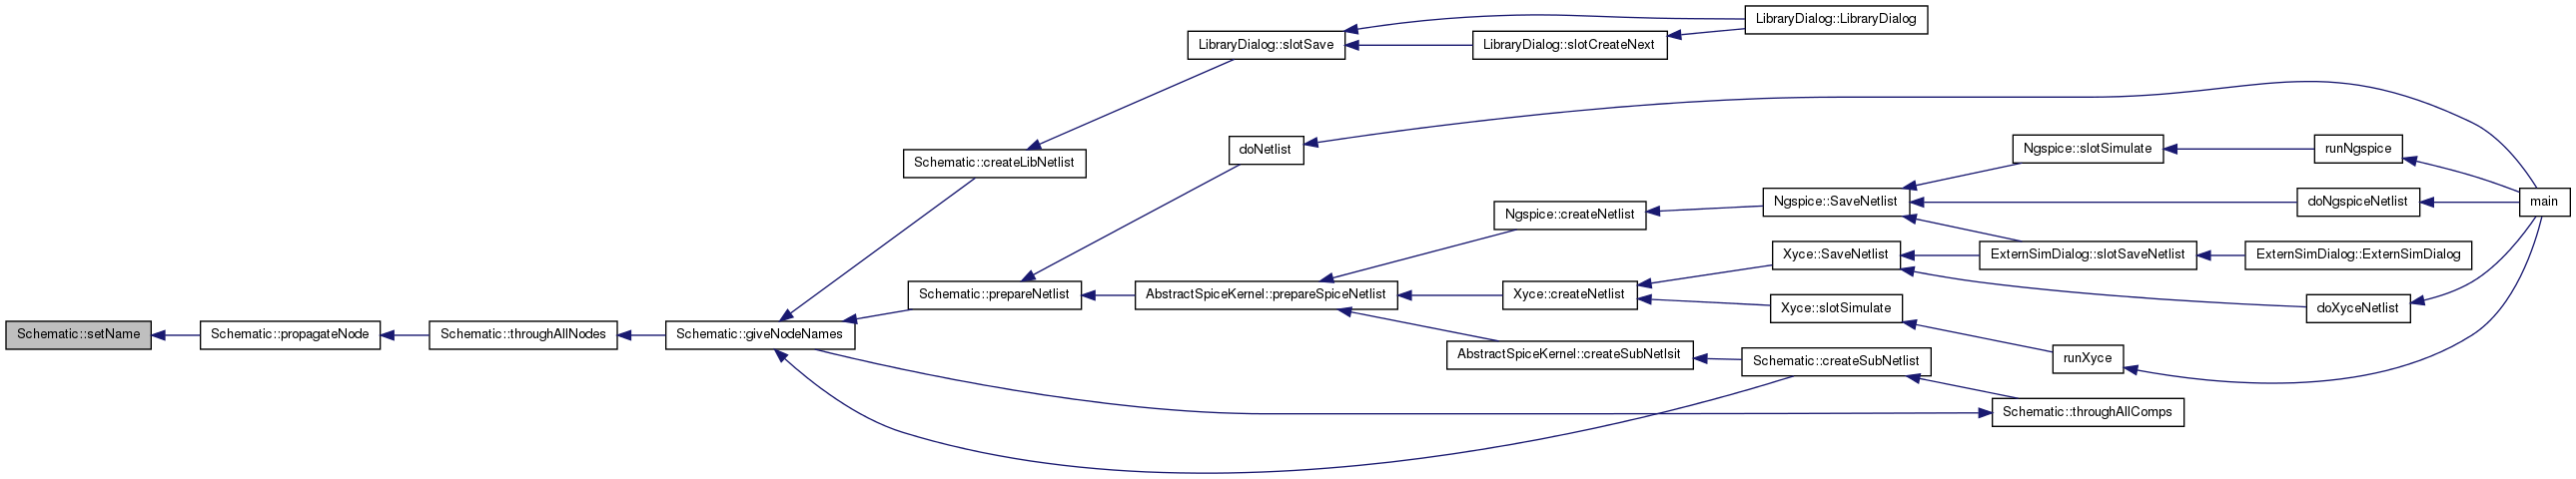 LibraryDialog::LibraryDialog
LibraryDialog::slotSave
LibraryDialog::slotCreateNext
Schematic::createLibNetlist
doNetlist
Ngspice::slotSimulate
runNgspice
Ngspice::SaveNetlist
doNgspiceNetlist
main
Ngspice::createNetlist
Xyce::SaveNetlist
ExternSimDialog::slotSaveNetlist
ExternSimDialog::ExternSimDialog
Schematic::prepareNetlist
AbstractSpiceKernel::prepareSpiceNetlist
Xyce::createNetlist
Xyce::slotSimulate
doXyceNetlist
Schematic::setName
Schematic::propagateNode
Schematic::throughAllNodes
Schematic::giveNodeNames
AbstractSpiceKernel::createSubNetlsit
Schematic::createSubNetlist
runXyce
Schematic::throughAllComps